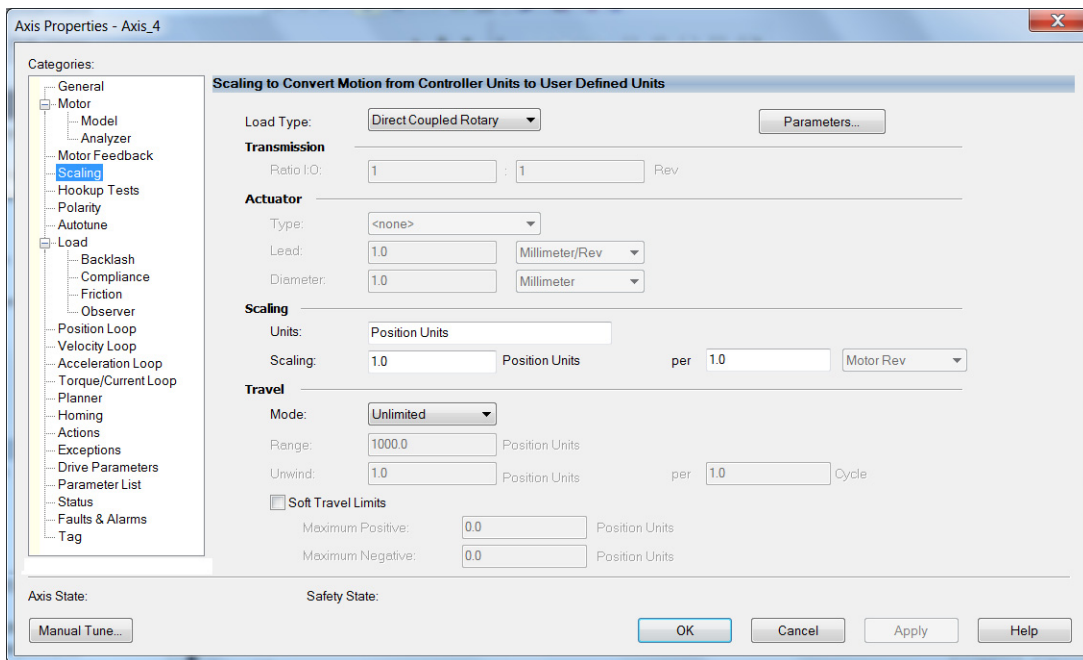 Axis Properties - Axis_4
X
Categories:
General
Motor
Model
Analyzer
Motor Feedback
Scaling
Hookup Tests
Polarity
Autotune
Load
Backlash
Compliance
Friction
Observer
Position Loop
Velocity Loop
Acceleration Loop
Torque/Current Loop
Planner
Homing
Actions
Exceptions
Drive Parameters
Parameter List
Status
Faults & Alarms
Tag
Scaling to Convert Motion from Controller Units to User Defined Units
Load Type: Direct Coupled Rotary Parameters...
Transmission
Ratio I:O: 1 : 1 Rev
Actuator
Type: <none>
Lead: 1.0 Millimeter/Rev
Diameter: 1.0 Millimeter
Scaling
Units: Position Units
Scaling: 1.0 Position Units per 1.0 Motor Rev
Travel
Mode: Unlimited
Range: 1000.0 Position Units
Unwind: 1.0 Position Units per 1.0 Cycle
Soft Travel Limits
Maximum Positive: 0.0 Position Units
Maximum Negative: 0.0 Position Units
Axis State: Safety State:
Manual Tune... OK Cancel Apply Help